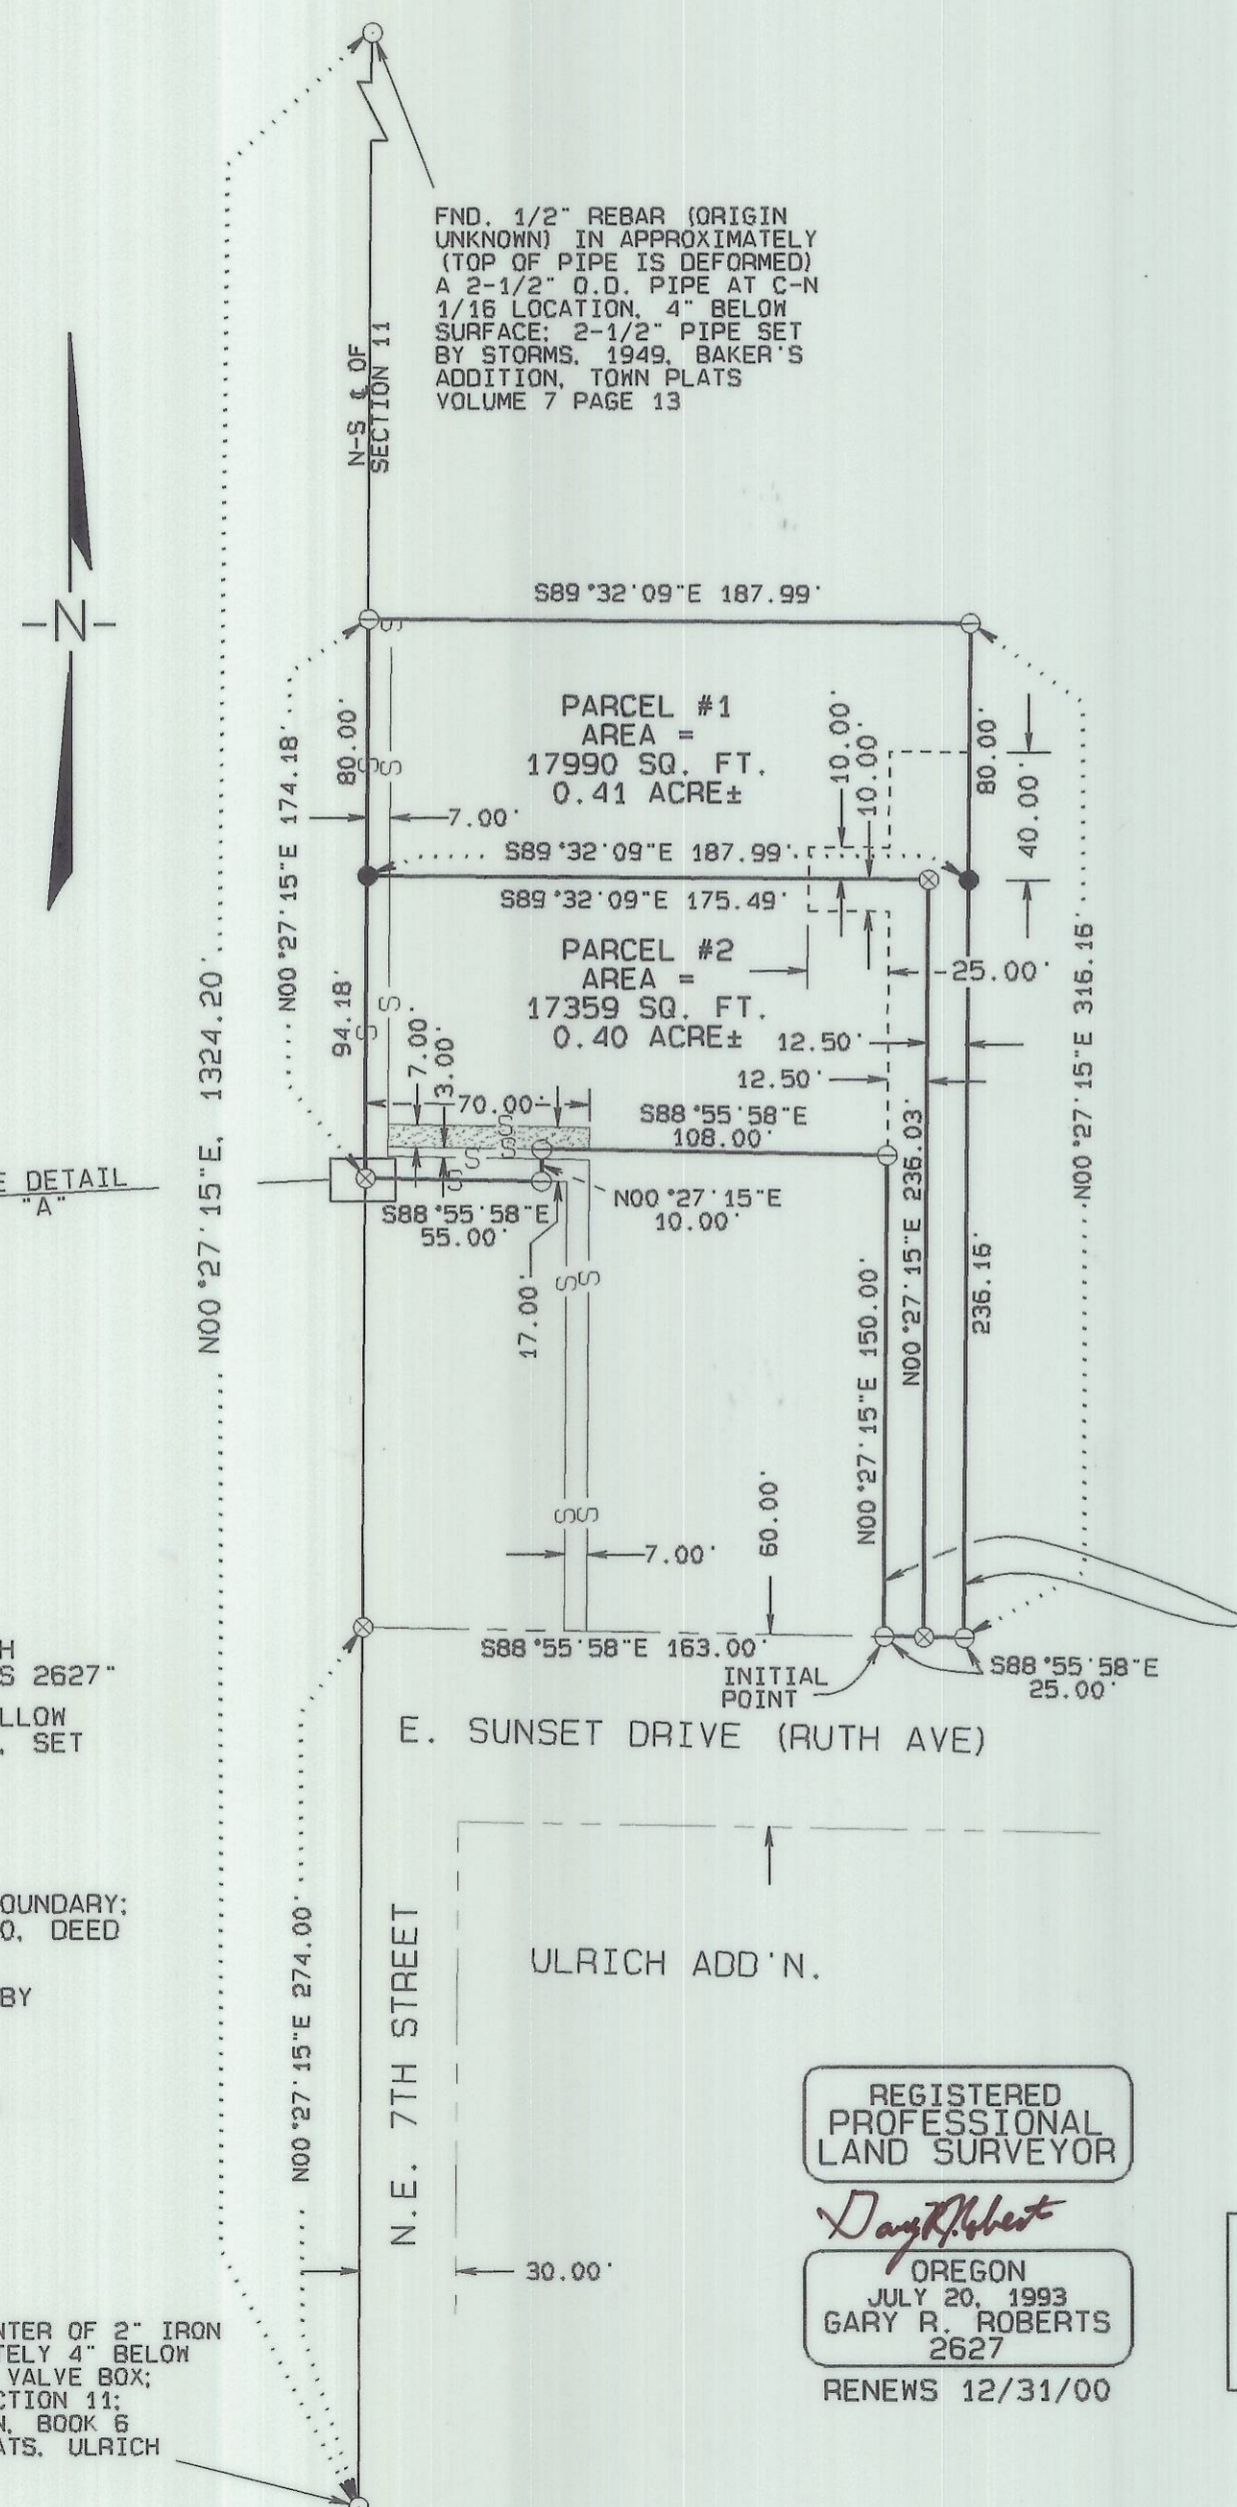 FND. 1/2" REBAR (ORIGIN
UNKNOWN) IN APPROXIMATELY
(TOP OF PIPE IS DEFORMED)
A 2-1/2" O.D. PIPE AT C-N
1/16 LOCATION, 4" BELOW
SURFACE; 2-1/2" PIPE SET
BY STORMS, 1949, BAKER'S
ADDITION, TOWN PLATS
VOLUME 7 PAGE 13
N-S ℄ OF
SECTION 11
-N-
S89°32'09"E 187.99'
PARCEL #1
AREA =
17990 SQ. FT.
0.41 ACRE±
80.00'
S
S
S
7.00'
10.00'
10.00'
80.00'
40.00'
N00°27'15"E 174.18'
N00°27'15"E, 1324.20'
S89°32'09"E 187.99'
S89°32'09"E 175.49'
PARCEL #2
AREA =
17359 SQ. FT.
0.40 ACRE±
25.00'
12.50'
12.50'
94.18'
S
S
7.00'
3.00'
70.00'
S88°55'58"E
108.00'
S
S
S
S
N00°27'15"E 236.03'
N00°27'15"E 316.16'
E DETAIL
"A"
S88°55'58"E
55.00'
N00°27'15"E
10.00'
17.00'
S
S
236.16'
N00°27'15"E 150.00'
S
S
7.00'
60.00'
S88°55'58"E 163.00'
INITIAL
POINT
S88°55'58"E
25.00'
H
S 2627"
LLOW
, SET
E. SUNSET DRIVE (RUTH AVE)
OUNDARY;
O, DEED
BY
N00°27'15"E 274.00'
N.E. 7TH STREET
ULRICH ADD'N.
30.00'
REGISTERED
PROFESSIONAL
LAND SURVEYOR
Gary R. Roberts
OREGON
JULY 20, 1993
GARY R. ROBERTS
2627
RENEWS 12/31/00
NTER OF 2" IRON
TELY 4" BELOW
VALVE BOX;
CTION 11;
N, BOOK 6
ATS, ULRICH